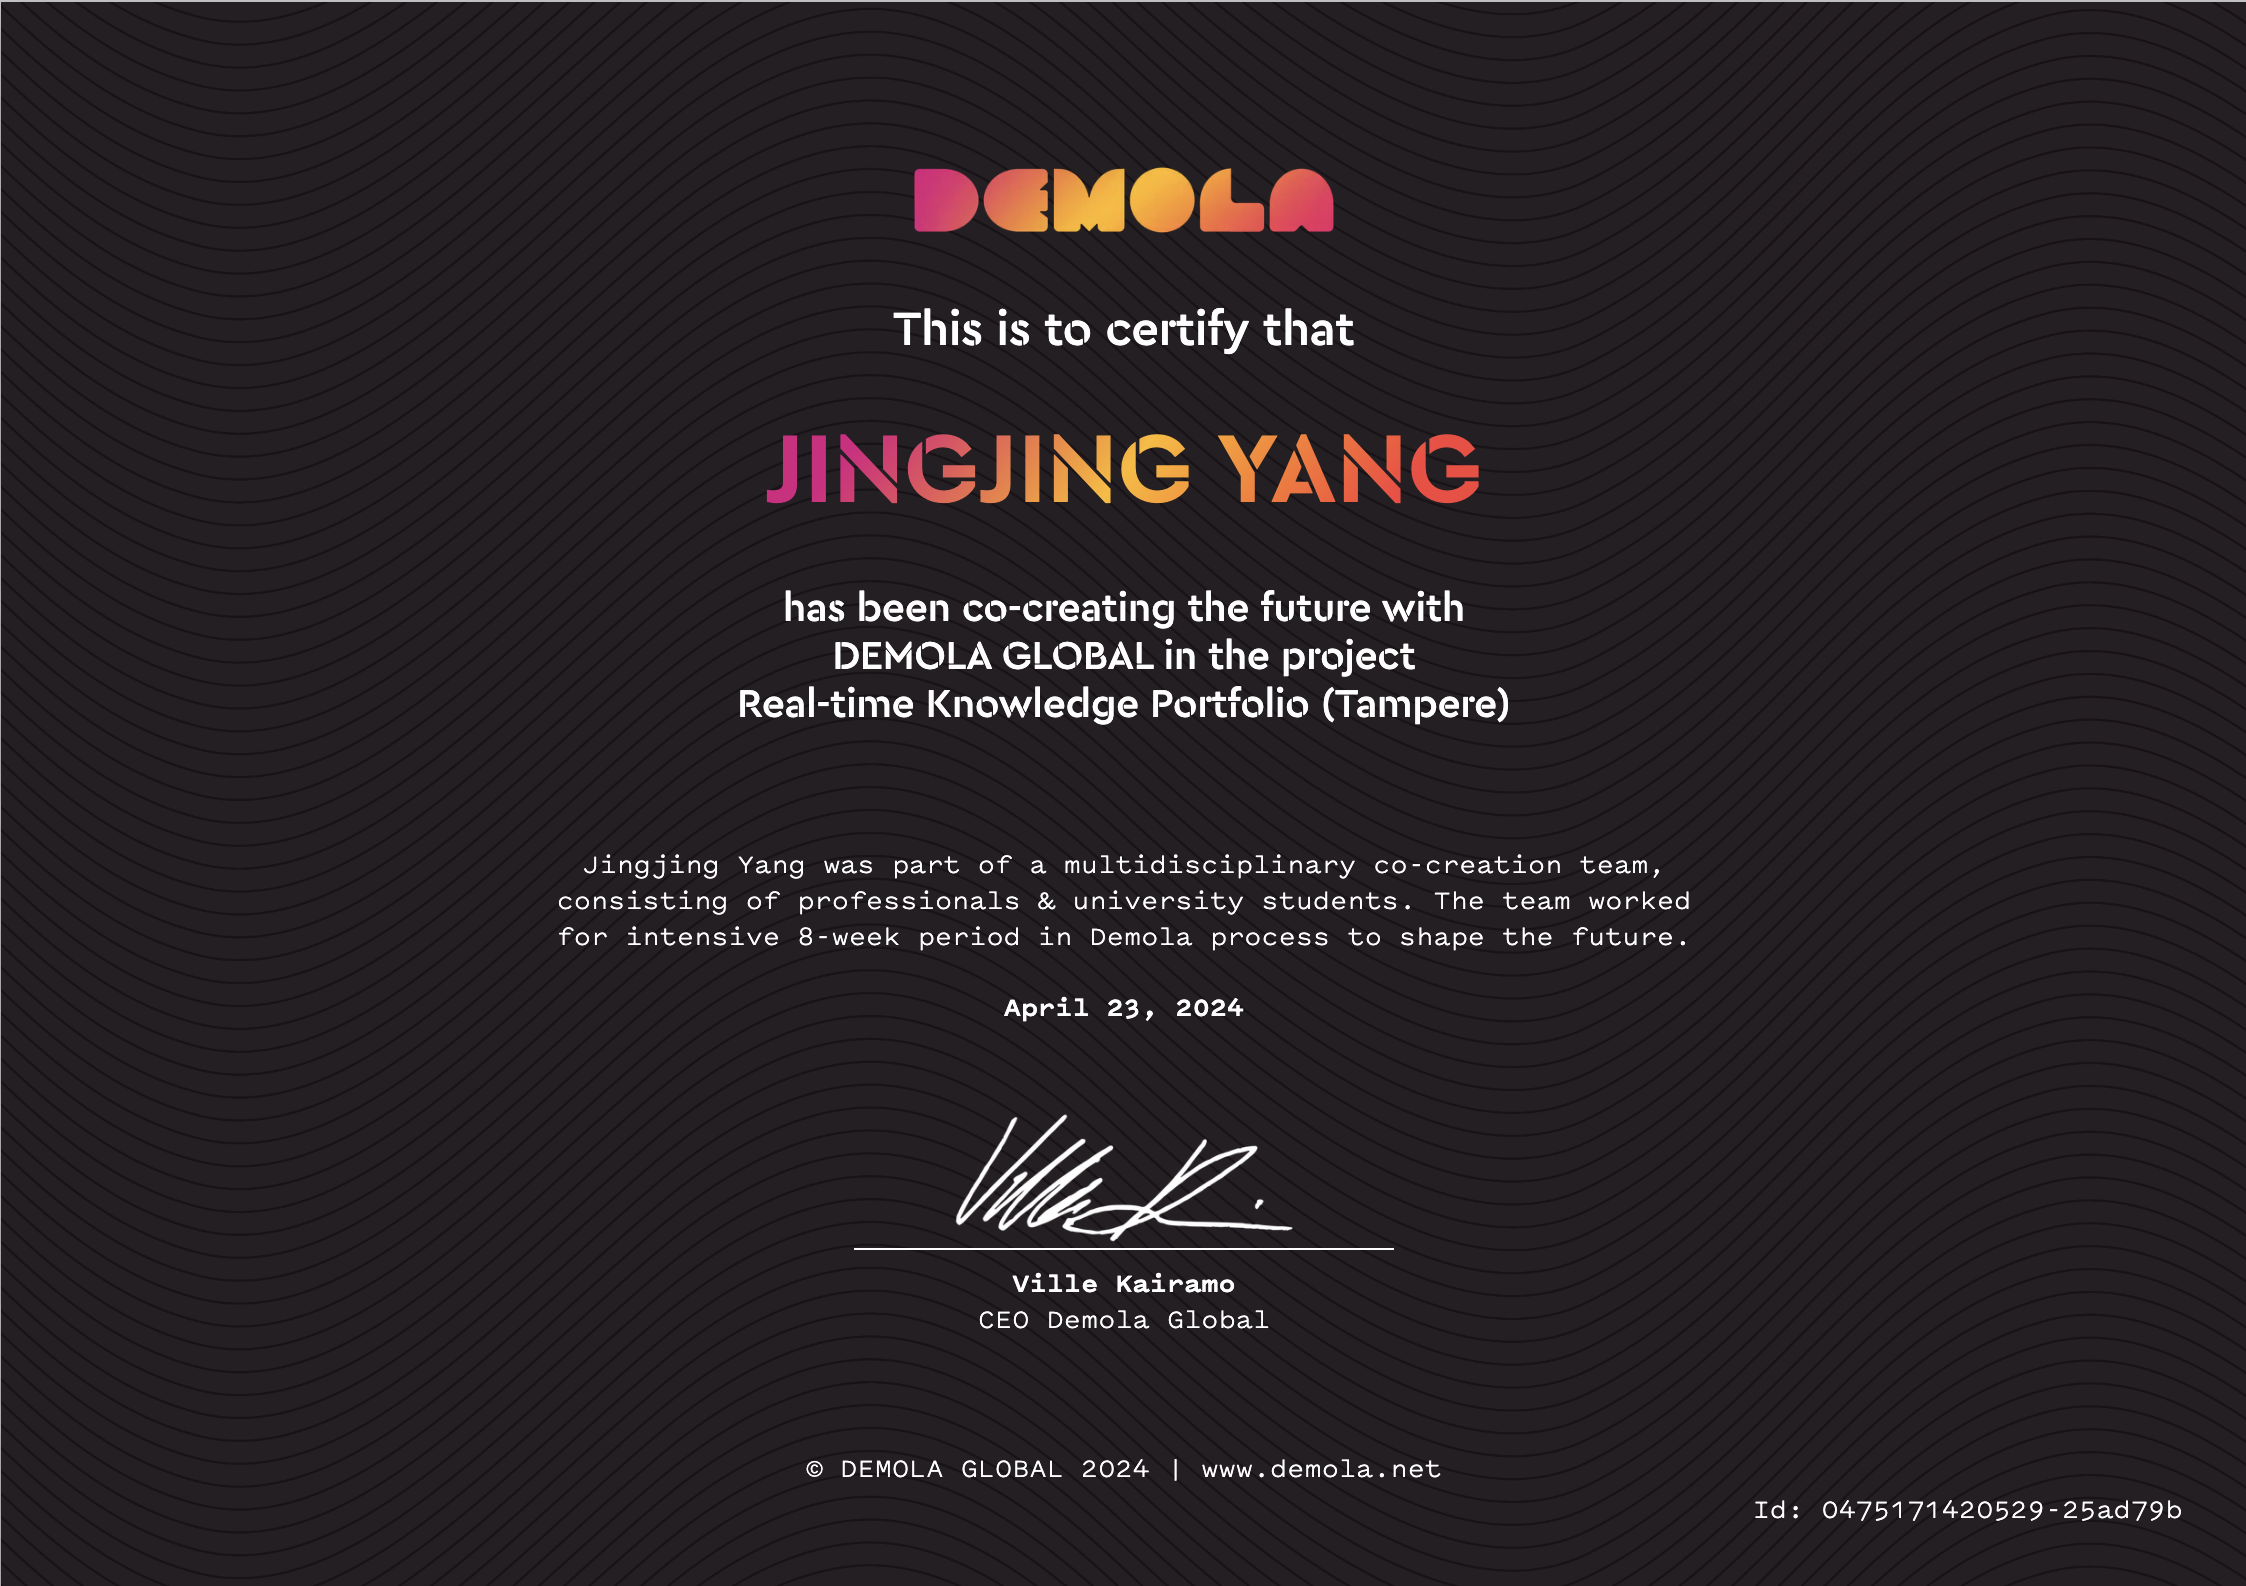 DEMOLA
This is to certify that
JINGJING YANG
has been co-creating the future with
DEMOLA GLOBAL in the project
Real-time Knowledge Portfolio (Tampere)
Jingjing Yang was part of a multidisciplinary co-creation team,
consisting of professionals & university students. The team worked
for intensive 8-week period in Demola process to shape the future.
April 23, 2024
Ville K
Ville Kairamo
CEO Demola Global
© DEMOLA GLOBAL 2024 | www.demola.net
Id: 0475171420529-25ad79b